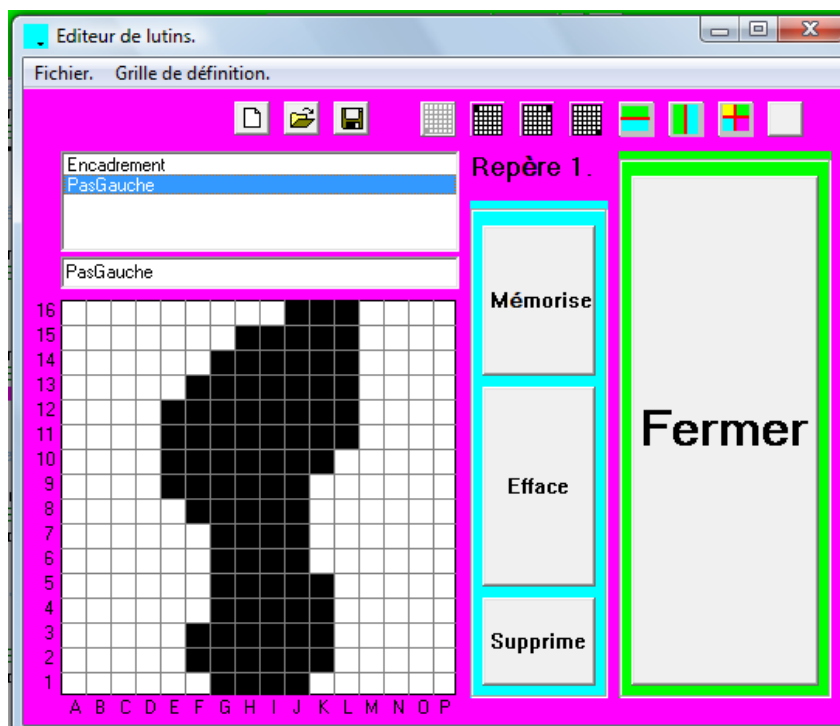 Editeur de lutins.
Fichier. Grille de définition.
Encadrement
PasGauche
Repère 1.
PasGauche
Mémorise
Efface
Supprime
Fermer
16
15
14
13
12
11
10
9
8
7
6
5
4
3
2
1
A B C D E F G H I J K L M N O P